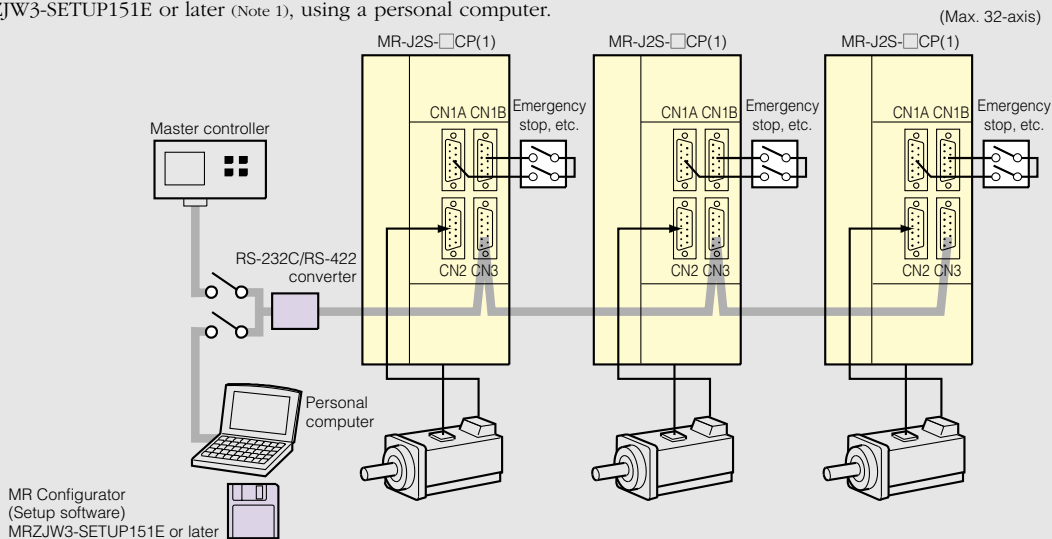 ZJW3-SETUP151E or later (Note 1), using a personal computer.
(Max. 32-axis)
MR-J2S-□CP(1)
MR-J2S-□CP(1)
MR-J2S-□CP(1)
CN1A CN1B
Emergency
stop, etc.
CN1A CN1B
Emergency
stop, etc.
CN1A CN1B
Emergency
stop, etc.
Master controller
RS-232C/RS-422
converter
CN2 CN3
CN2 CN3
CN2 CN3
Personal
computer
MR Configurator
(Setup software)
MRZJW3-SETUP151E or later